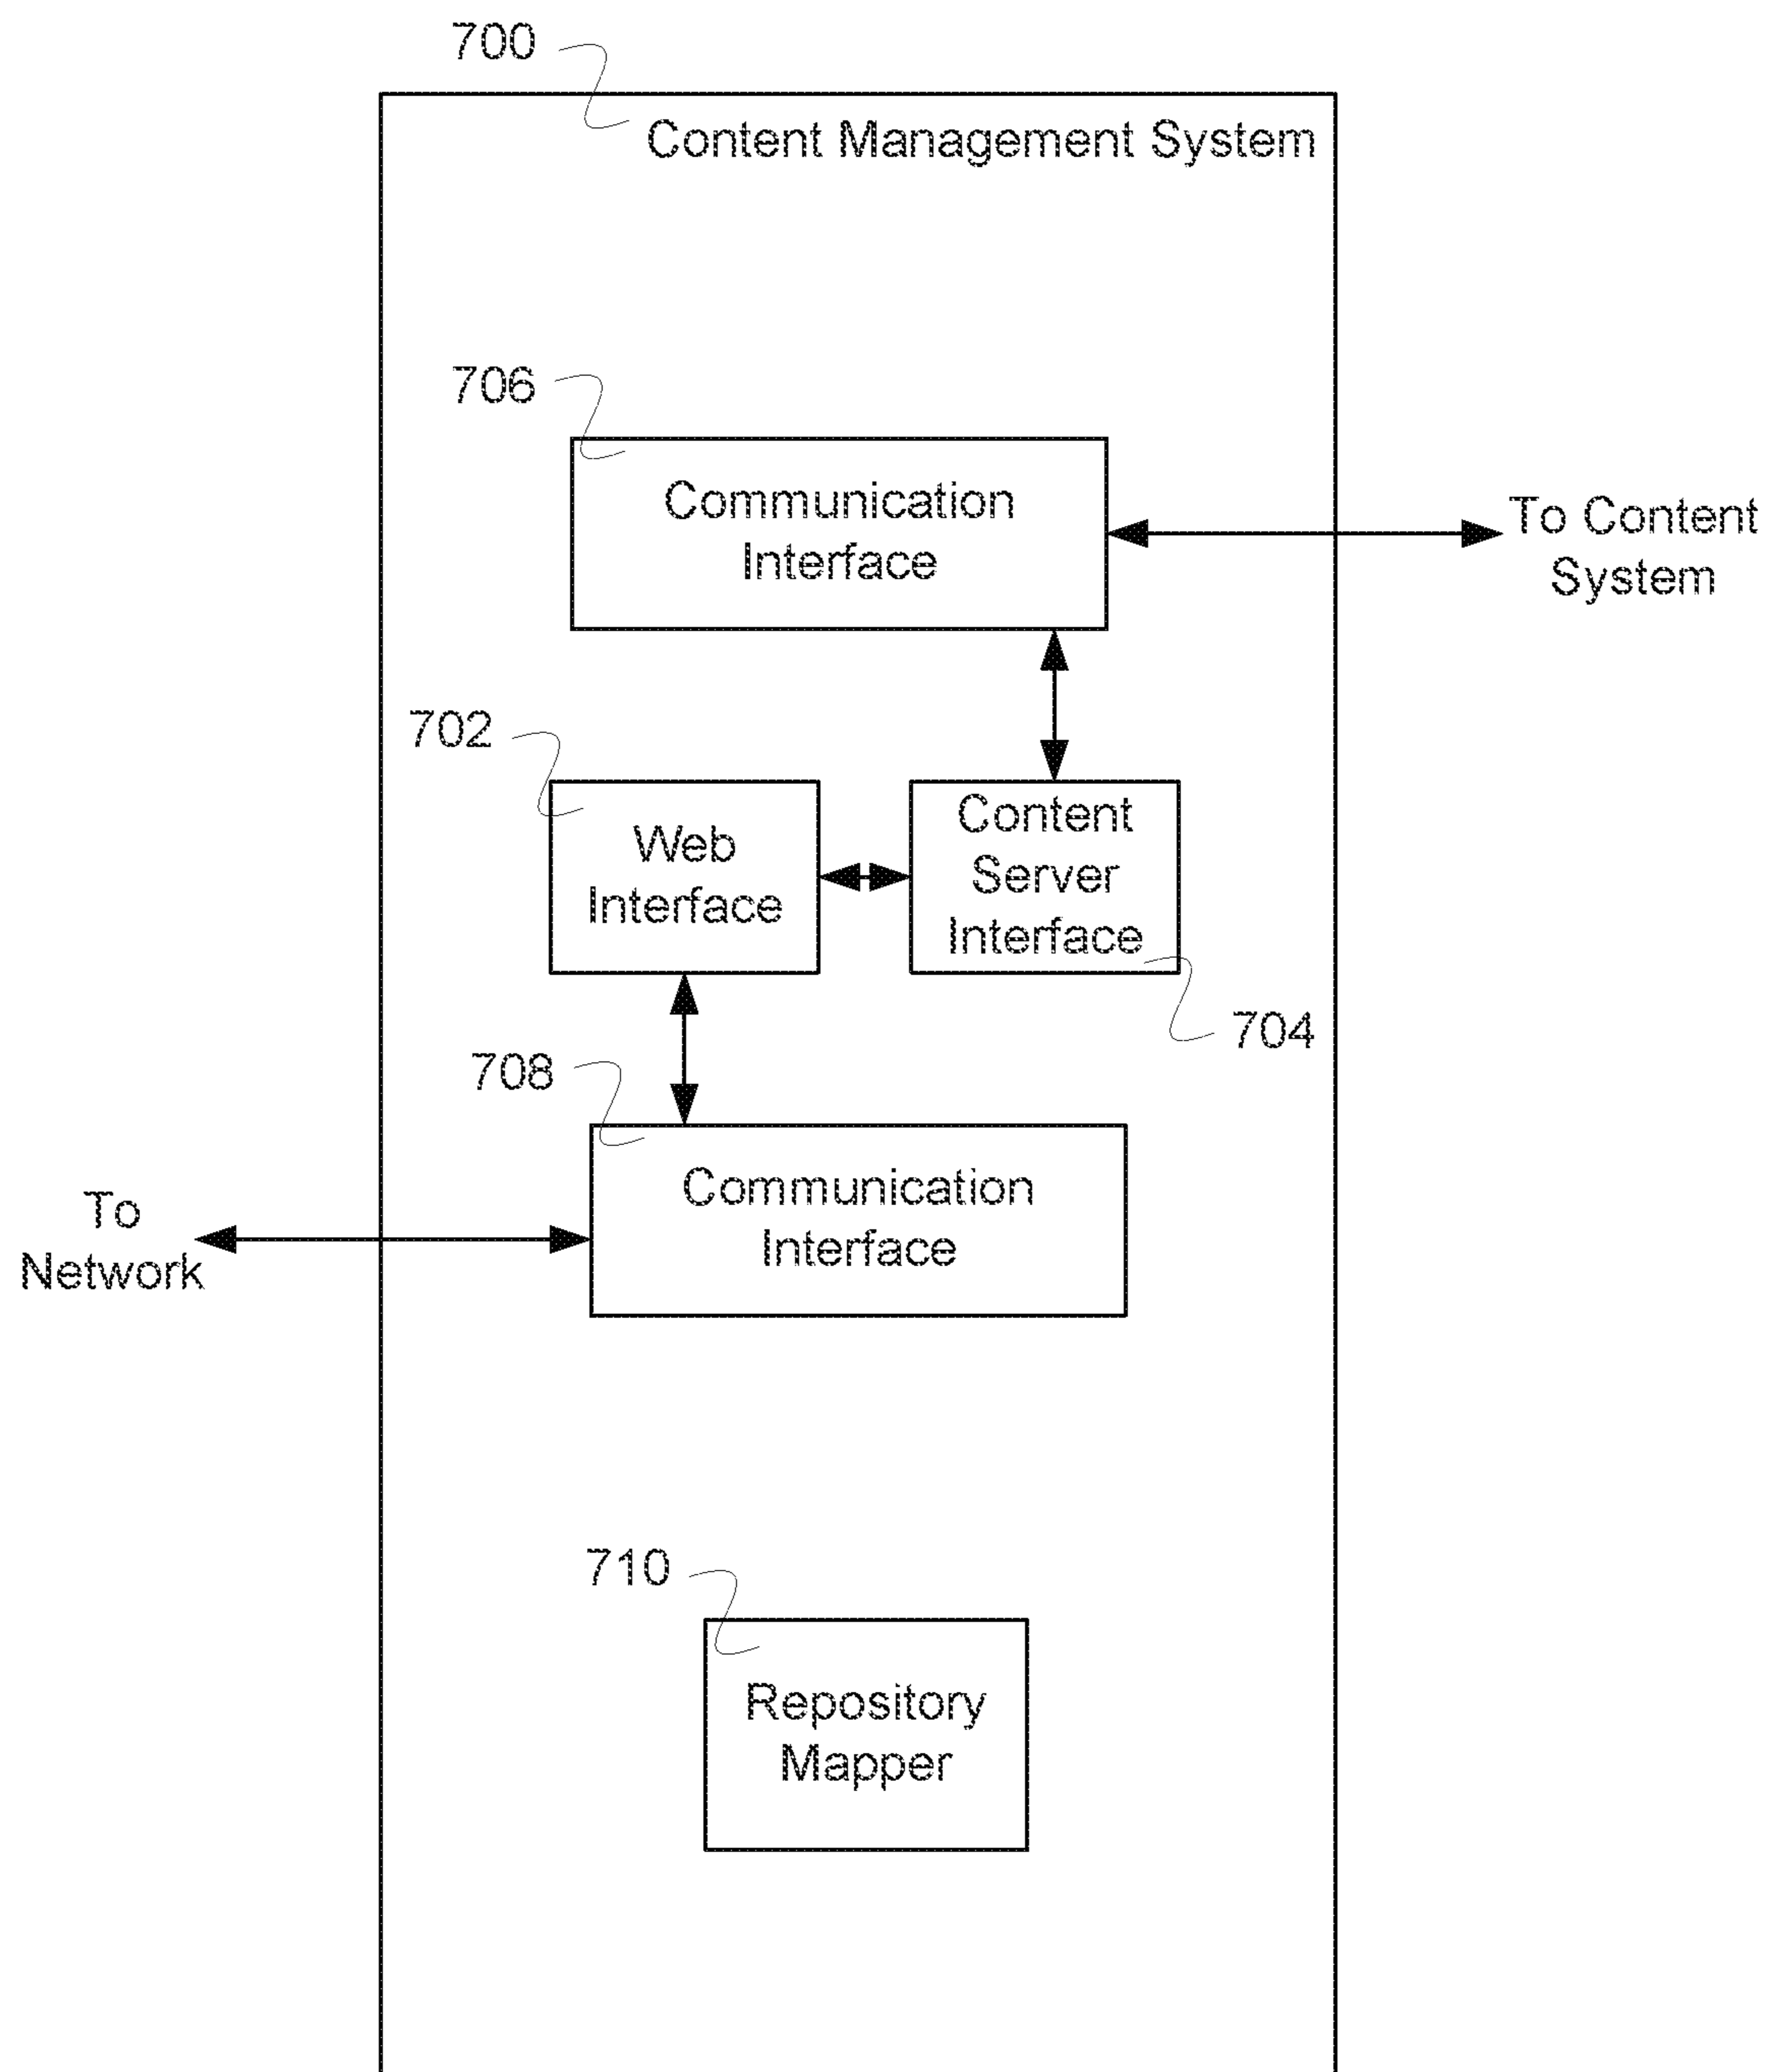 700
Content Management System
706
Communication
Interface
To Content
System
702
Web
Interface
Content
Server
Interface
704
708
Communication
Interface
To
Network
710
Repository
Mapper